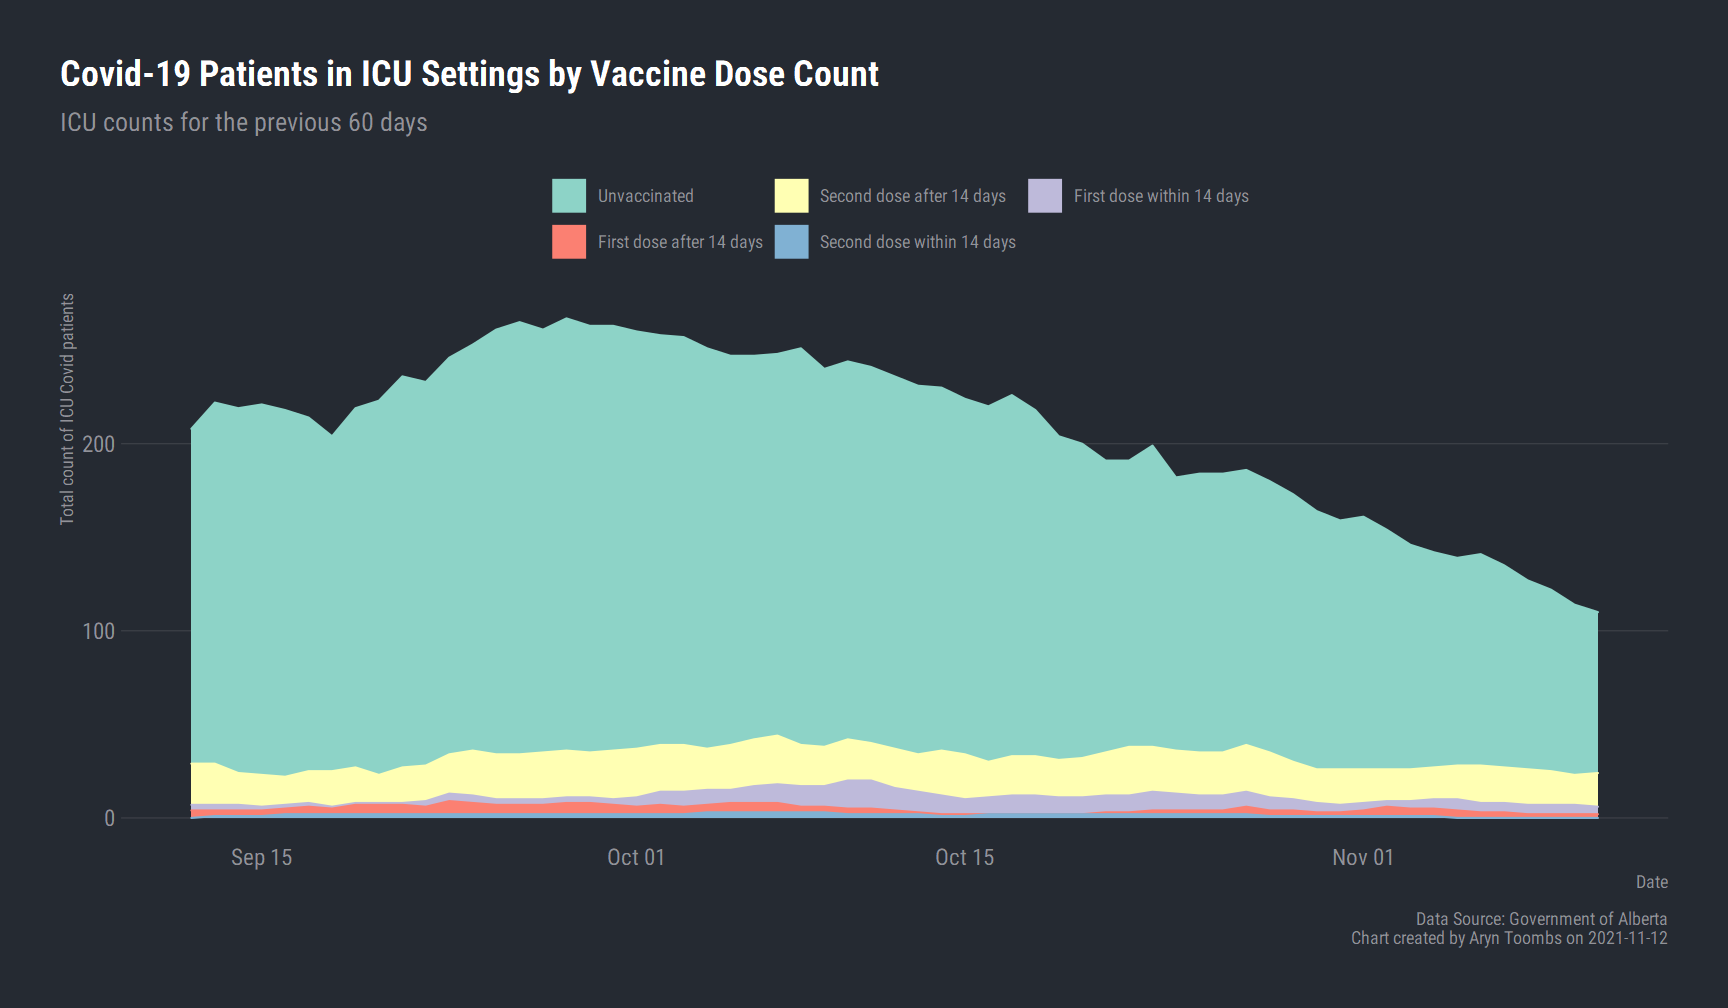 Covid-19 Patients in ICU Settings by Vaccine Dose Count
ICU counts for the previous 60 days
Unvaccinated
Second dose after 14 days
First dose within 14 days
First dose after 14 days
Second dose within 14 days
Total count of ICU Covid patients
200
100
0
Sep 15
Oct 01
Oct 15
Nov 01
Date
Data Source: Government of Alberta
Chart created by Aryn Toombs on 2021-11-12